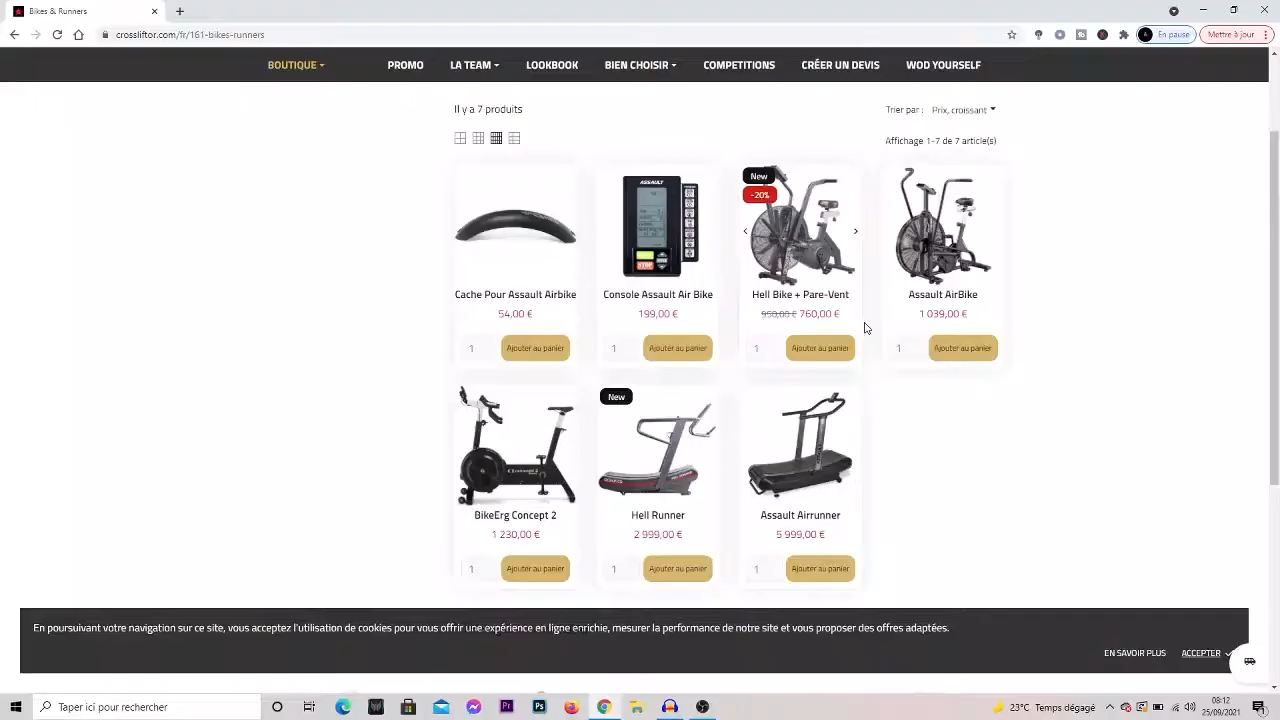 Bikes & Runners
crossliftor.com/fr/161-bikes-runners
En pause
Mettre à jour
BOUTIQUE
PROMO
LA TEAM
LOOKBOOK
BIEN CHOISIR
COMPETITIONS
CRÉER UN DEVIS
WOD YOURSELF
Il y a 7 produits
Trier par :
Prix, croissant
Affichage 1-7 de 7 article(s)
ASSAULT
STOP
New
-20%
Cache Pour Assault Airbike
Console Assault Air Bike
Hell Bike + Pare-Vent
Assault AirBike
54,00 €
199,00 €
950,00 € 760,00 €
1 039,00 €
1
Ajouter au panier
1
Ajouter au panier
1
Ajouter au panier
1
Ajouter au panier
New
BikeErg Concept 2
Hell Runner
Assault Airrunner
1 230,00 €
2 999,00 €
5 999,00 €
1
Ajouter au panier
1
Ajouter au panier
1
Ajouter au panier
En poursuivant votre navigation sur ce site, vous acceptez l'utilisation de cookies pour vous offrir une expérience en ligne enrichie, mesurer la performance de notre site et vous proposer des offres adaptées.
EN SAVOIR PLUS
ACCEPTER
Taper ici pour rechercher
Pr
Ps
23°C Temps dégagé
08:12
25/09/2021